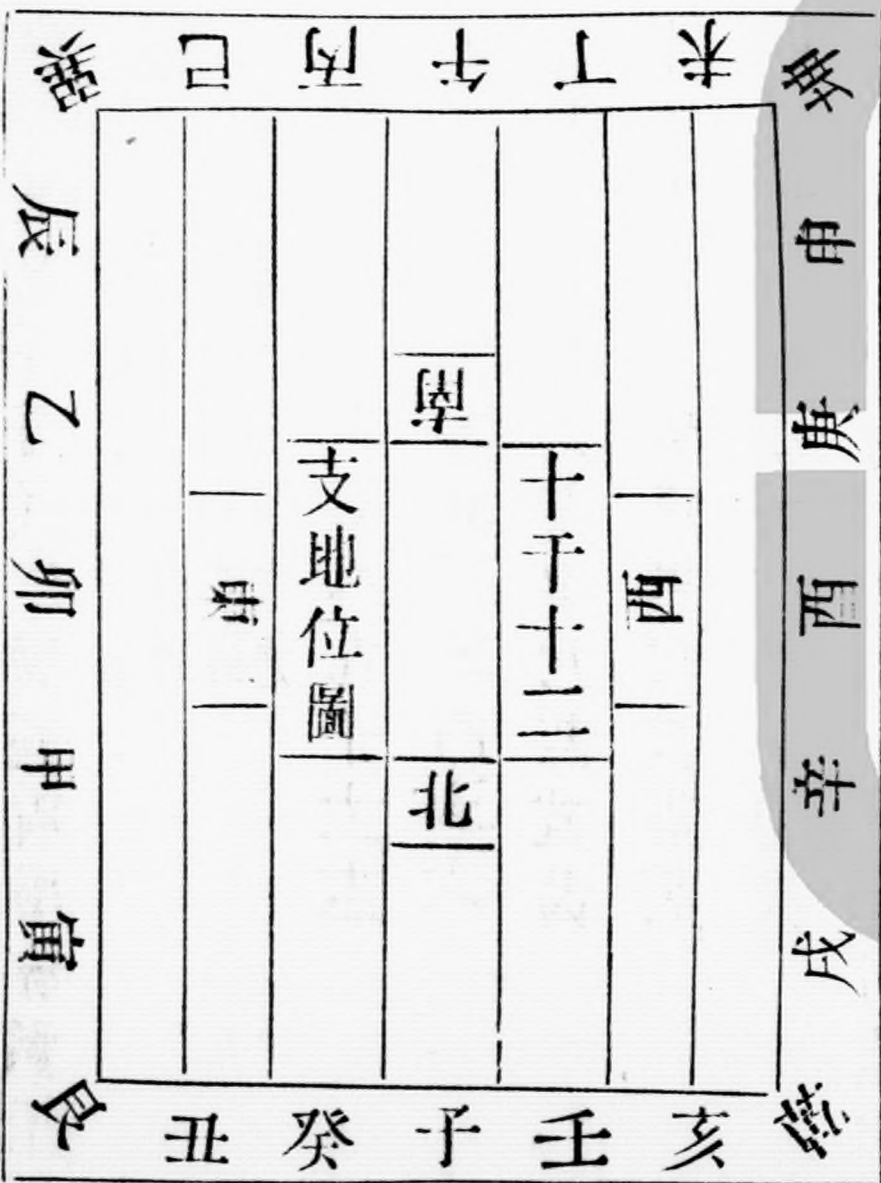 巽巳丙午丁未坤
申庚酉辛戌
乾亥壬子癸丑艮
寅甲卯乙辰
南
西
北
東
十干十二
支地位圖